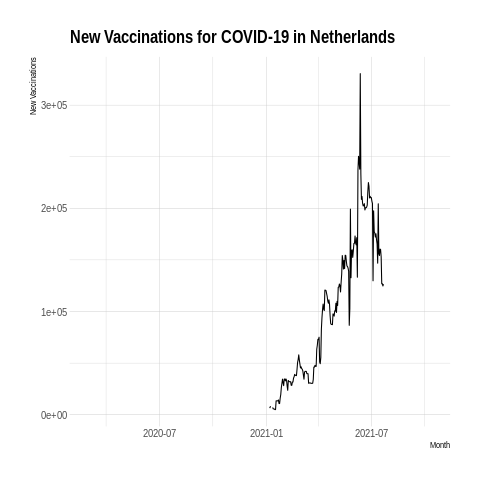 New Vaccinations for COVID-19 in Netherlands
New Vaccinations
3e+05
2e+05
1e+05
0e+00
2020-07
2021-01
2021-07
Month